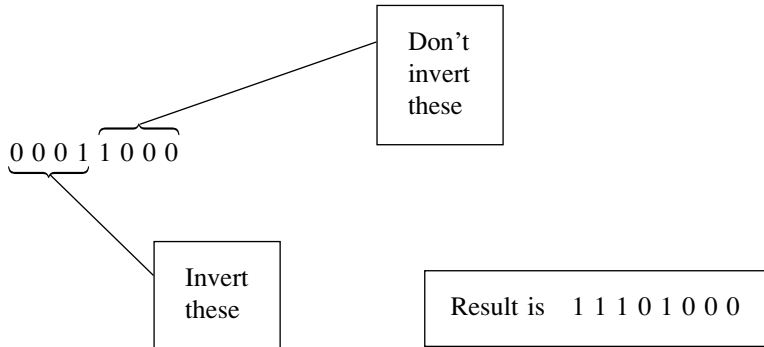 Don't
invert
these
0 0 0 1 1 0 0 0
Invert
these
Result is 1 1 1 0 1 0 0 0